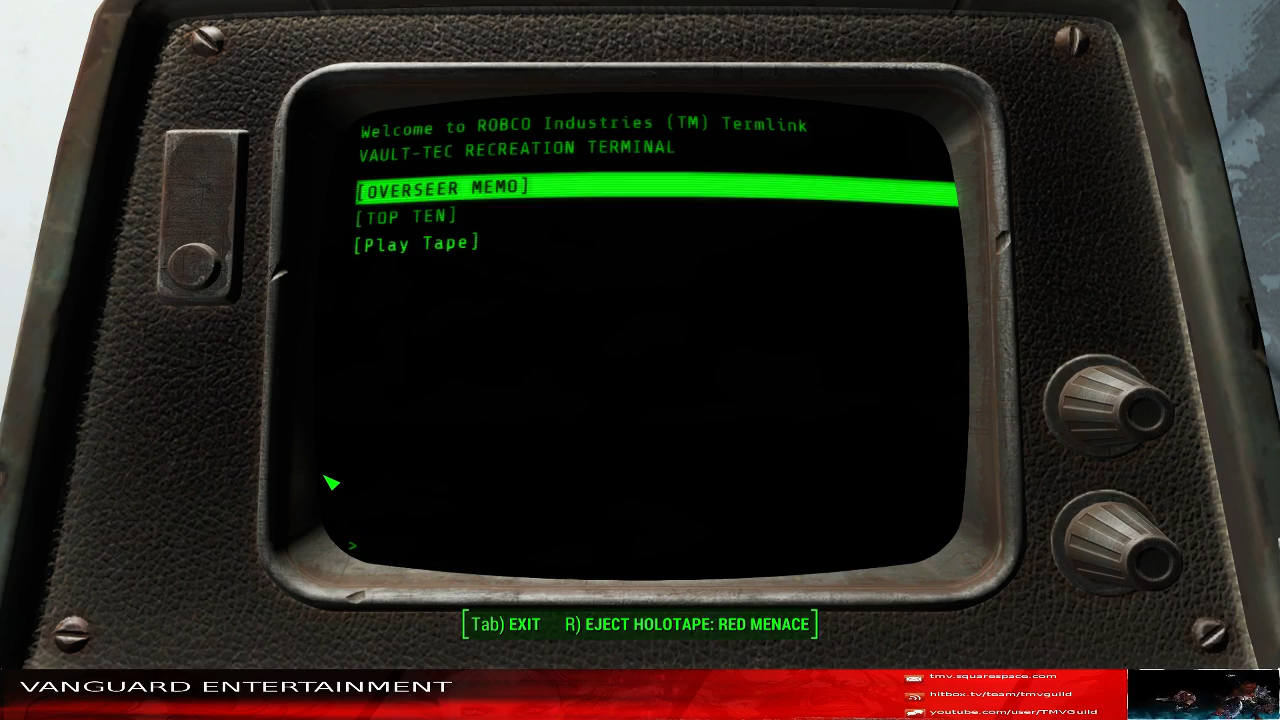 Welcome to ROBCO Industries (TM) Termlink
VAULT-TEC RECREATION TERMINAL
[OVERSEER MEMO]
[TOP TEN]
[Play Tape]
>
Tab) EXIT R) EJECT HOLOTAPE: RED MENACE
VANGUARD ENTERTAINMENT
tmv.squarespace.com
hitbox.tv/team/tmvguild
youtube.com/user/TMVGuild